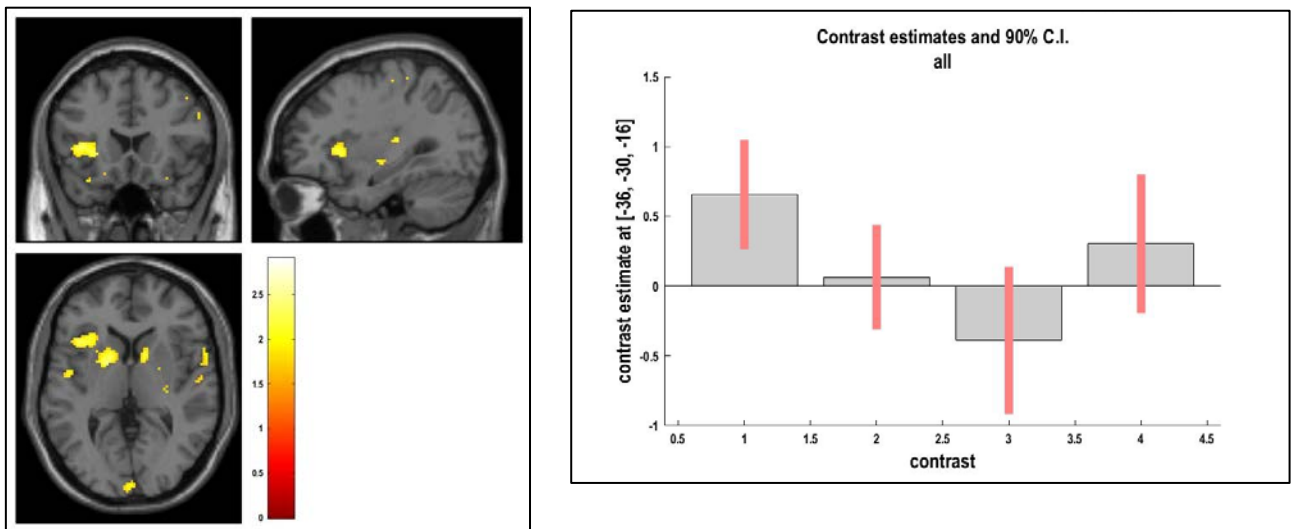 2.5
2
1.5
1
0.5
0
Contrast estimates and 90% C.I.
all
contrast estimate at [-36, -30, -16]
1.5
1
0.5
0
-0.5
-1
0.5 1 1.5 2 2.5 3 3.5 4 4.5
contrast